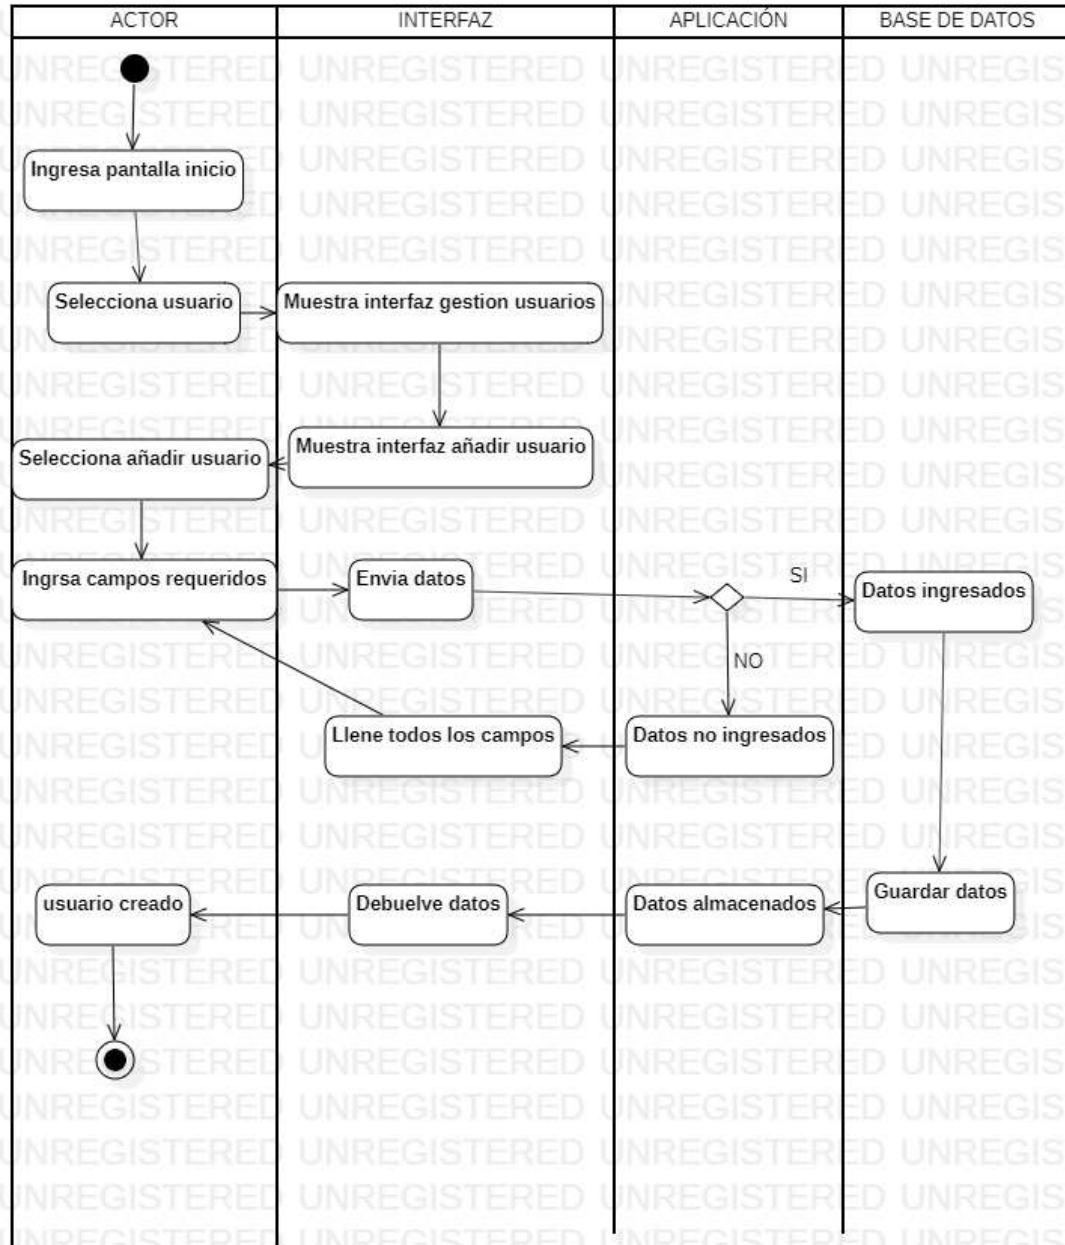 ACTOR
INTERFAZ
APLICACIÓN
BASE DE DATOS
Ingresa pantalla inicio
Selecciona usuario
Muestra interfaz gestion usuarios
Muestra interfaz añadir usuario
Selecciona añadir usuario
Ingrsa campos requeridos
Envia datos
SI
Datos ingresados
NO
Llene todos los campos
Datos no ingresados
usuario creado
Debuelve datos
Datos almacenados
Guardar datos
UNREGISTERED